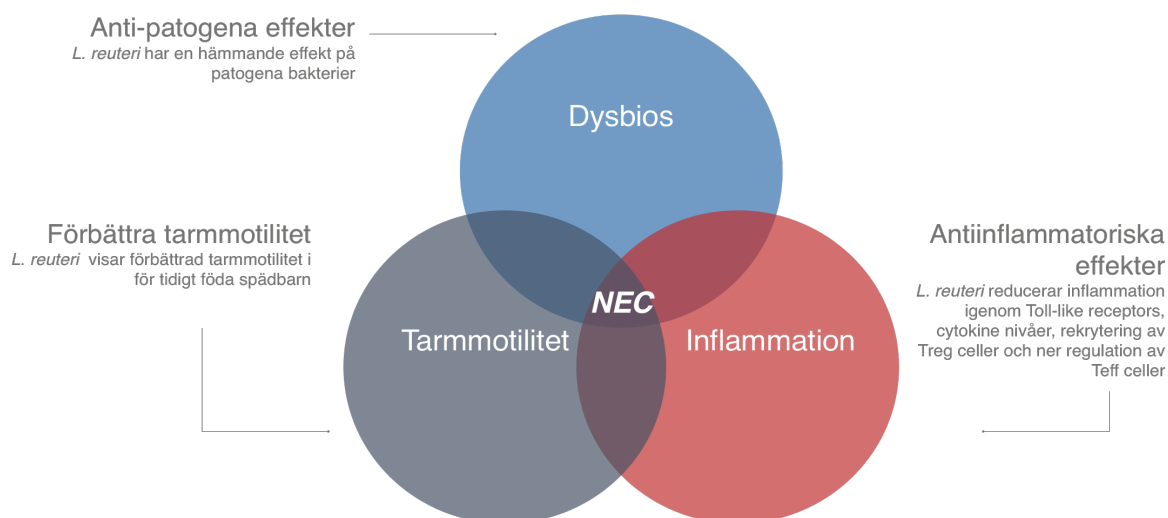 Anti-patogena effekter
L. reuteri har en hämmande effekt på
patogena bakterier
Dysbios
Förbättra tarmmotilitet
L. reuteri visar förbättrad tarmmotilitet i
för tidigt föda spädbarn
Antiinflammatoriska
effekter
L. reuteri reducerar inflammation
igenom Toll-like receptors,
cytokine nivåer, rekrytering av
Treg celler och ner regulation av
Teff celler
NEC
Tarmmotilitet
Inflammation